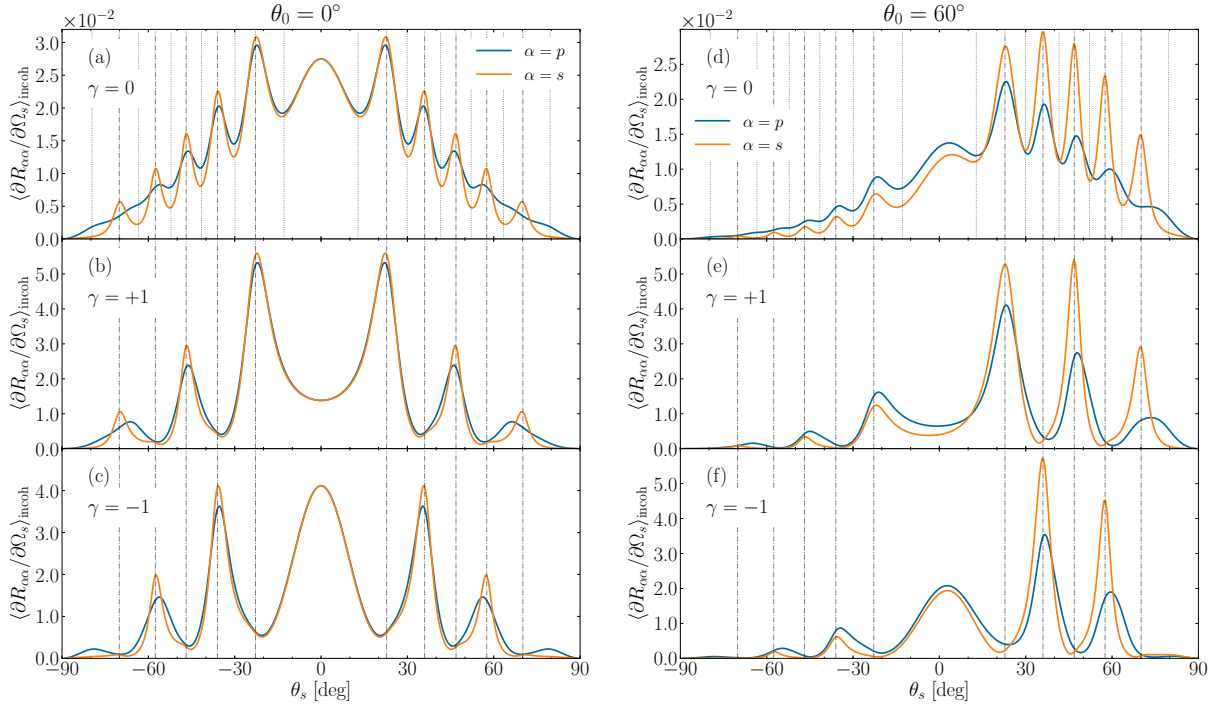 θ₀ = 0°
×10⁻²
(a)
γ = 0
α = p
α = s
⟨∂R_αα/∂Ω_s⟩_incoh
3.0
2.5
2.0
1.5
1.0
0.5
0.0
(b)
γ = +1
⟨∂R_αα/∂Ω_s⟩_incoh
5.0
4.0
3.0
2.0
1.0
0.0
(c)
γ = −1
⟨∂R_αα/∂Ω_s⟩_incoh
4.0
3.0
2.0
1.0
0.0
−90 −60 −30 0 30 60 90
θ_s [deg]
θ₀ = 60°
×10⁻²
(d)
γ = 0
α = p
α = s
⟨∂R_αα/∂Ω_s⟩_incoh
3.0
2.5
2.0
1.5
1.0
0.5
0.0
(e)
γ = +1
⟨∂R_αα/∂Ω_s⟩_incoh
5.0
4.0
3.0
2.0
1.0
0.0
(f)
γ = −1
⟨∂R_αα/∂Ω_s⟩_incoh
5.0
4.0
3.0
2.0
1.0
0.0
−90 −60 −30 0 30 60 90
θ_s [deg]